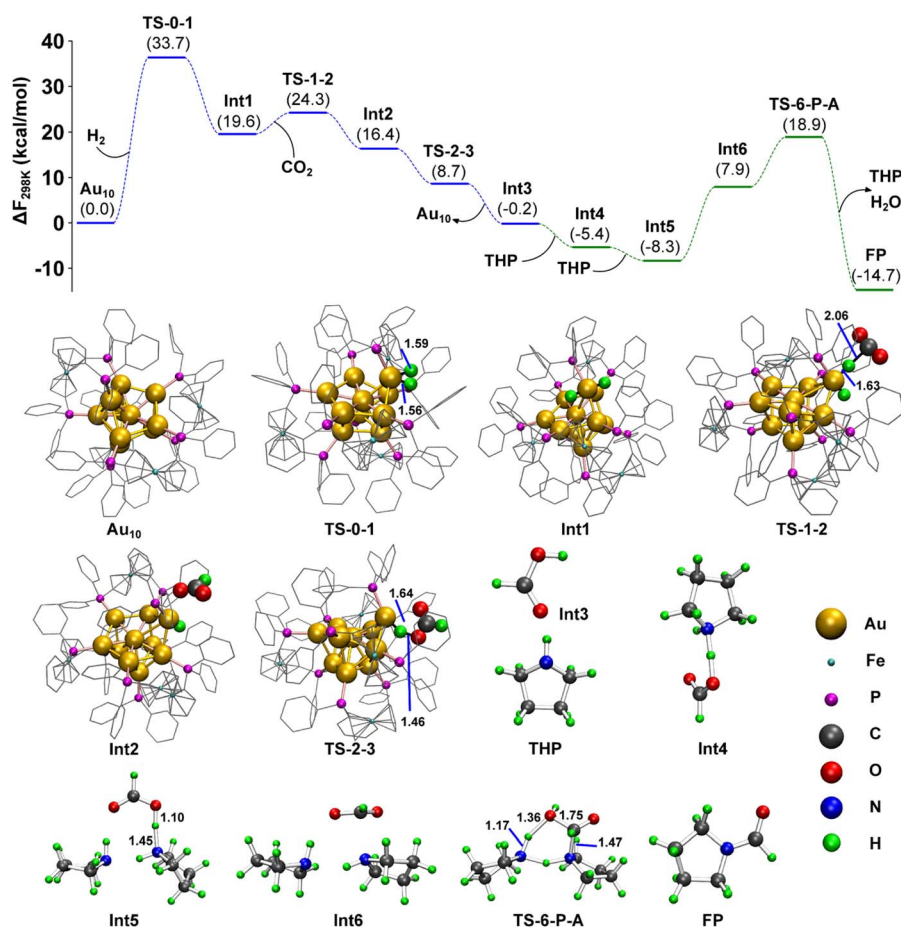 ΔF298K (kcal/mol)
40
30
20
10
0
-10
Au10
(0.0)
H2
TS-0-1
(33.7)
Int1
(19.6)
CO2
TS-1-2
(24.3)
Int2
(16.4)
TS-2-3
(8.7)
Au10
Int3
(-0.2)
THP
Int4
(-5.4)
THP
Int5
(-8.3)
Int6
(7.9)
TS-6-P-A
(18.9)
THP
H2O
FP
(-14.7)
1.59
1.56
2.06
1.63
Au10
TS-0-1
Int1
TS-1-2
1.64
1.46
Int2
TS-2-3
Int3
THP
Int4
Au
Fe
P
C
O
N
H
1.10
1.45
1.36
1.75
1.17
1.47
Int5
Int6
TS-6-P-A
FP